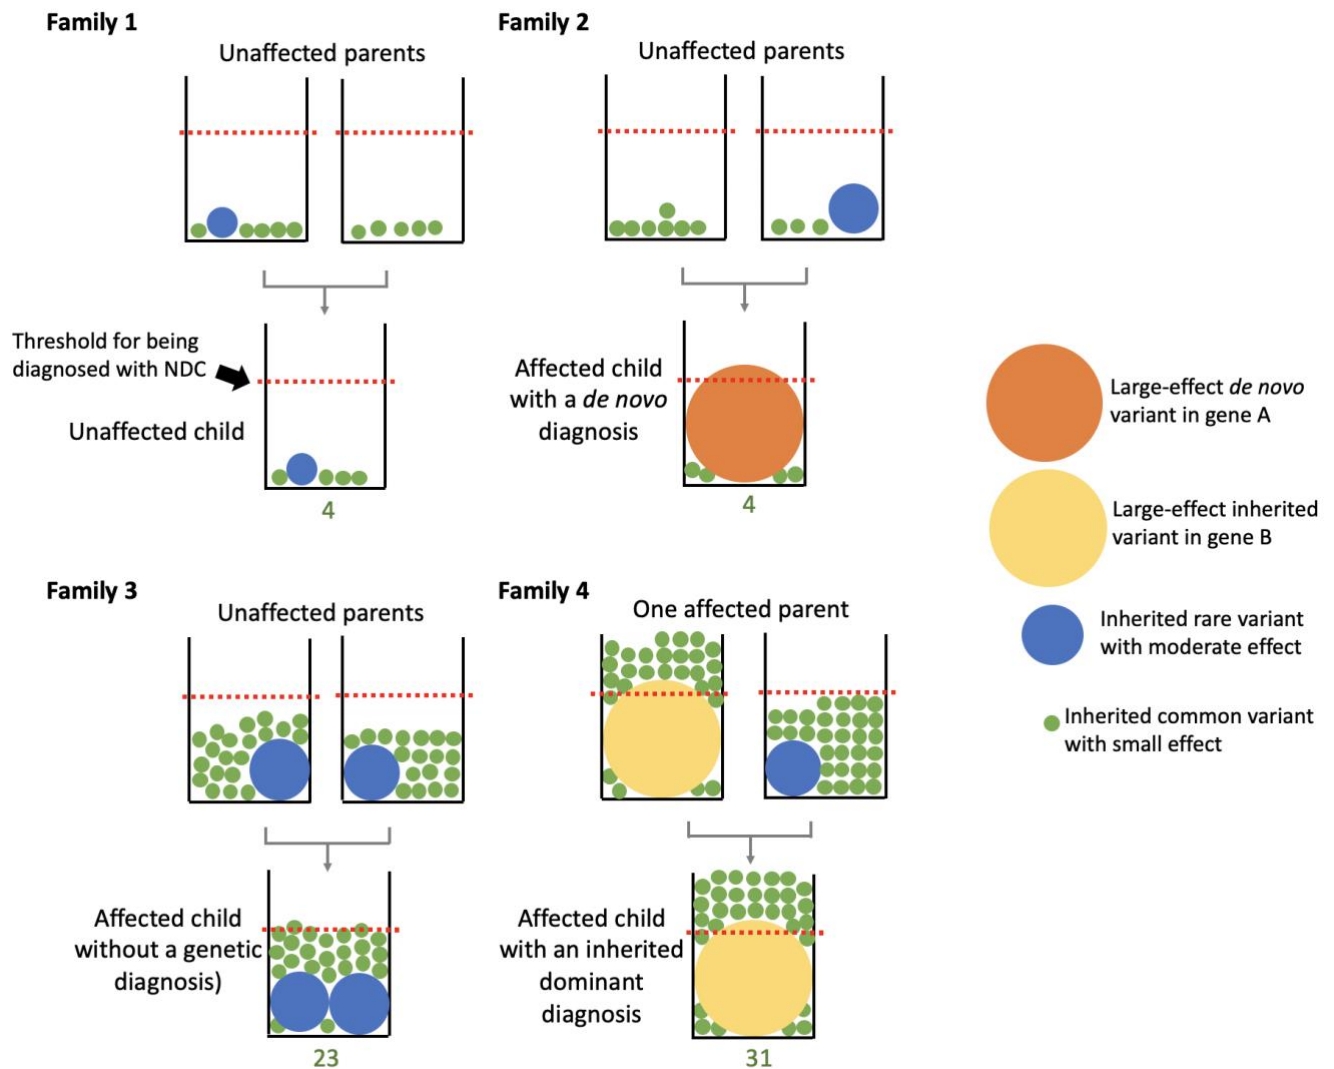 Family 1
Unaffected parents
Threshold for being
diagnosed with NDC
Unaffected child
4
Family 2
Unaffected parents
Affected child
with a de novo
diagnosis
4
Large-effect de novo
variant in gene A
Large-effect inherited
variant in gene B
Inherited rare variant
with moderate effect
Inherited common variant
with small effect
Family 3
Unaffected parents
Affected child
without a genetic
diagnosis)
23
Family 4
One affected parent
Affected child
with an inherited
dominant
diagnosis
31